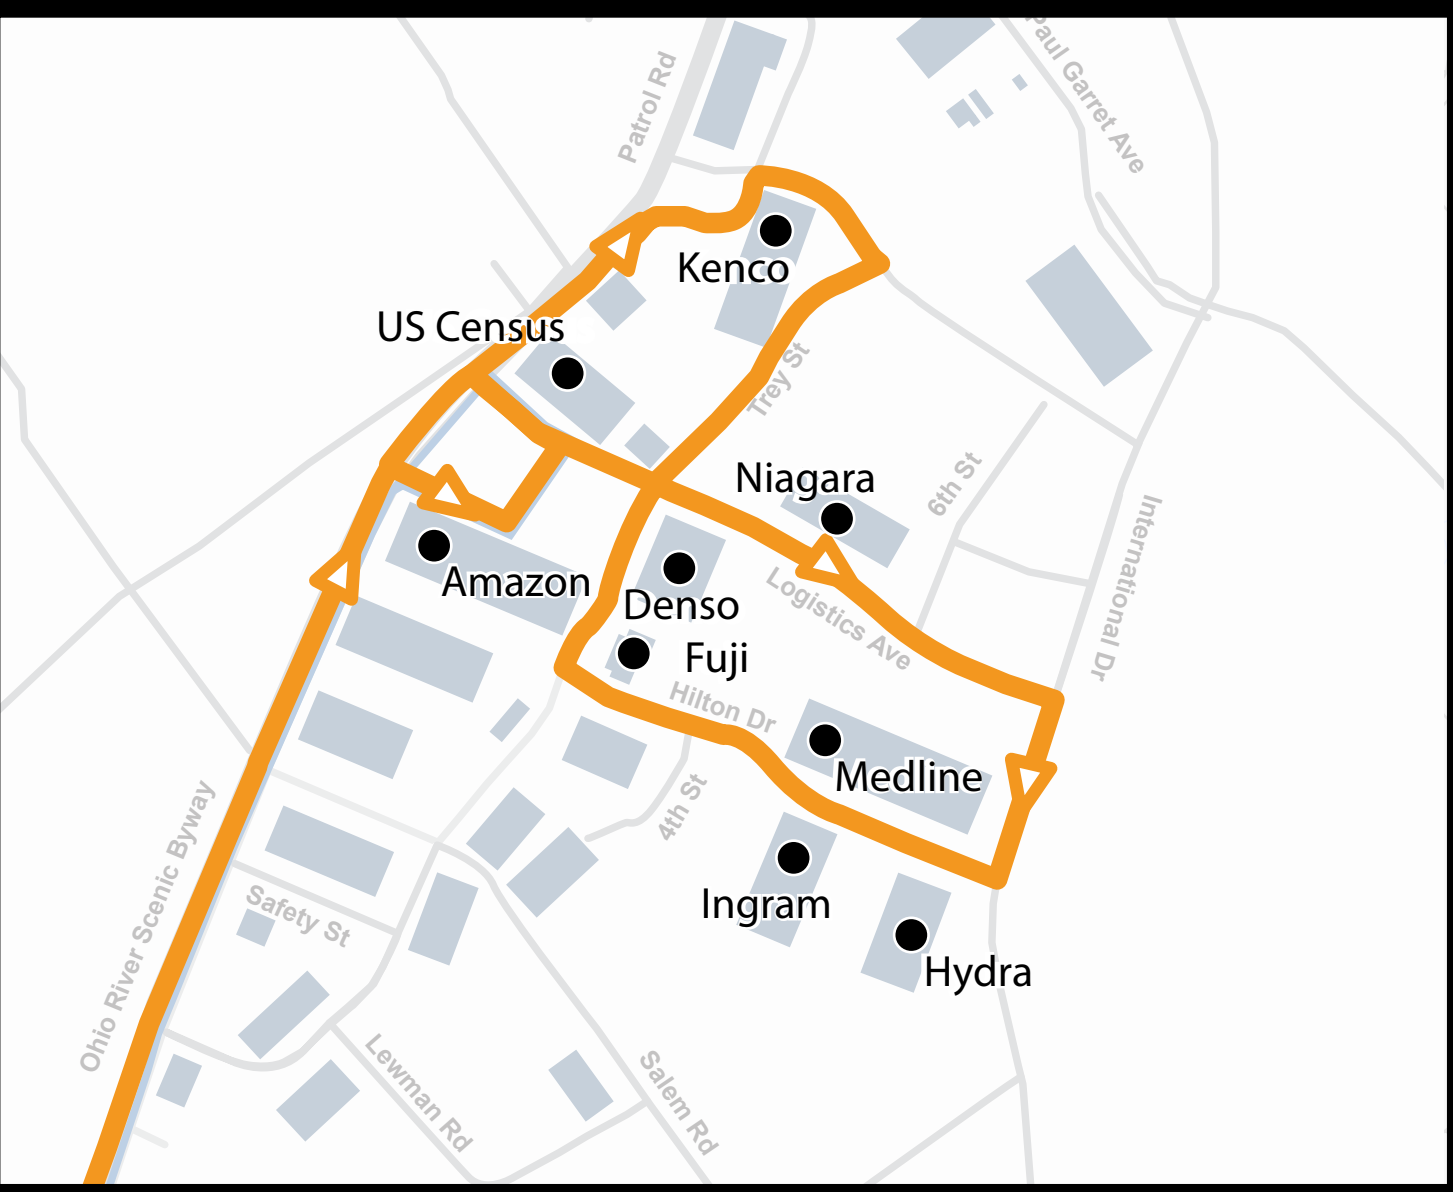 Patrol Rd
Paul Garret Ave
Kenco
US Census
Trey St
Niagara
6th St
International Dr
Amazon
Denso
Logistics Ave
Fuji
Hilton Dr
Medline
4th St
Ohio River Scenic Byway
Safety St
Ingram
Hydra
Lewman Rd
Salem Rd